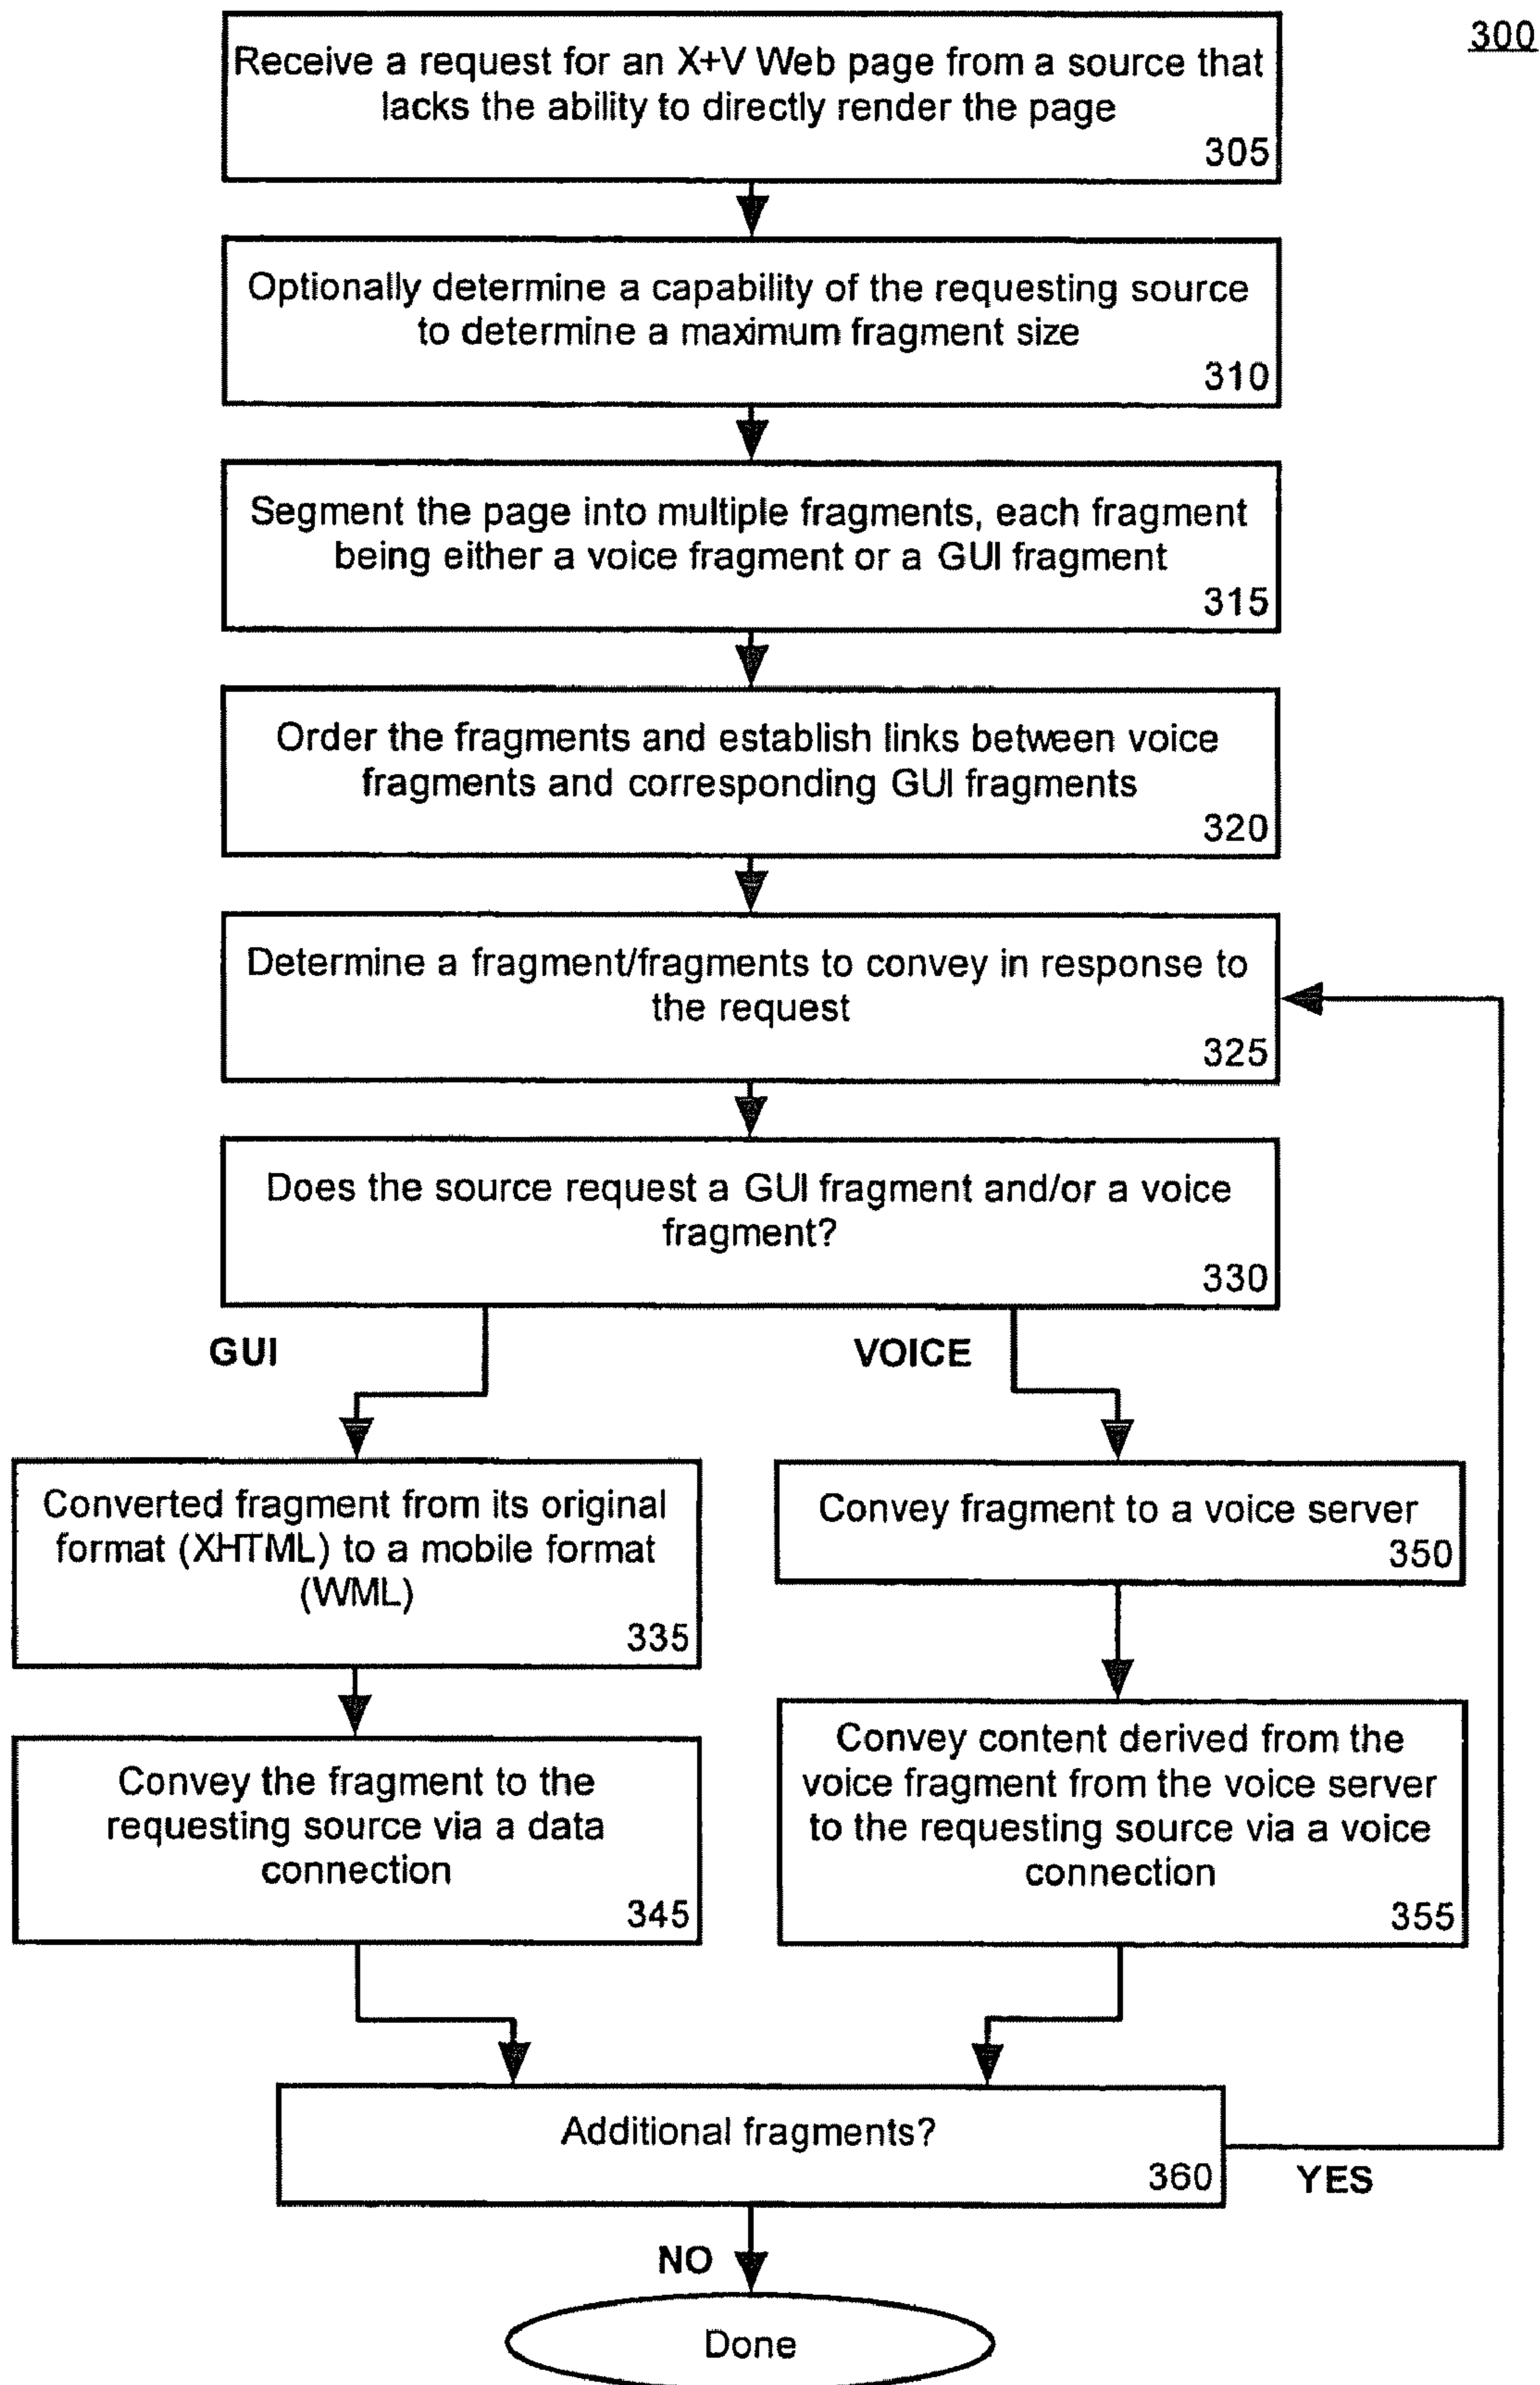 300
Receive a request for an X+V Web page from a source that
lacks the ability to directly render the page
305
Optionally determine a capability of the requesting source
to determine a maximum fragment size
310
Segment the page into multiple fragments, each fragment
being either a voice fragment or a GUI fragment
315
Order the fragments and establish links between voice
fragments and corresponding GUI fragments
320
Determine a fragment/fragments to convey in response to
the request
325
Does the source request a GUI fragment and/or a voice
fragment?
330
GUI
VOICE
Converted fragment from its original
format (XHTML) to a mobile format
(WML)
335
Convey fragment to a voice server
350
Convey the fragment to the
requesting source via a data
connection
345
Convey content derived from the
voice fragment from the voice server
to the requesting source via a voice
connection
355
Additional fragments?
360
YES
NO
Done